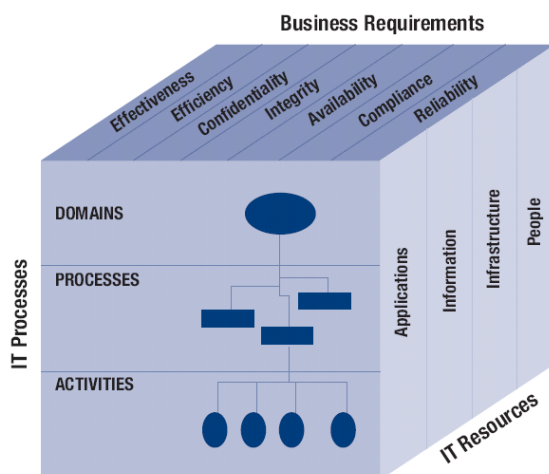 Business Requirements
Effectiveness
Efficiency
Confidentiality
Integrity
Availability
Compliance
Reliability
IT Processes
DOMAINS
PROCESSES
ACTIVITIES
Applications
Information
Infrastructure
People
IT Resources